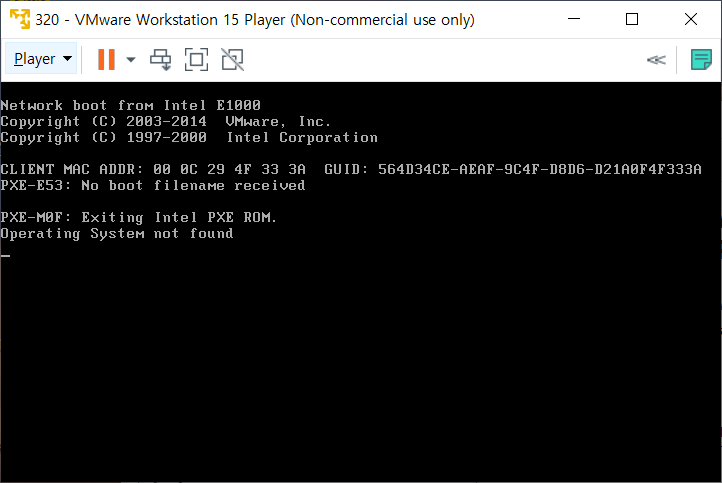 320 - VMware Workstation 15 Player (Non-commercial use only)
Player
Network boot from Intel E1000
Copyright (C) 2003-2014  VMware, Inc.
Copyright (C) 1997-2000  Intel Corporation
CLIENT MAC ADDR: 00 0C 29 4F 33 3A  GUID: 564D34CE-AEAF-9C4F-D8D6-D21A0F4F333A
PXE-E53: No boot filename received
PXE-M0F: Exiting Intel PXE ROM.
Operating System not found